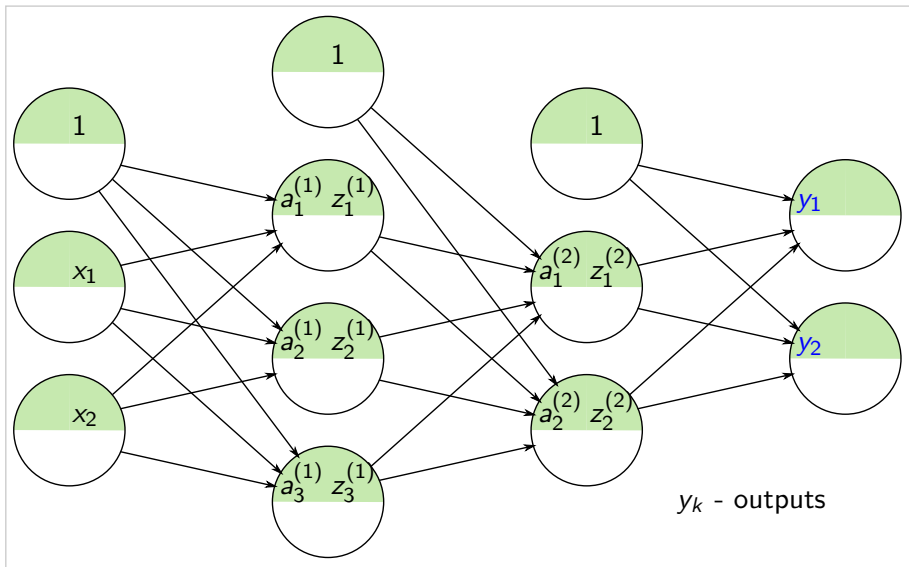 1
1
1
a₁⁽¹⁾ z₁⁽¹⁾
y₁
x₁
a₁⁽²⁾ z₁⁽²⁾
a₂⁽¹⁾ z₂⁽¹⁾
y₂
x₂
a₂⁽²⁾ z₂⁽²⁾
a₃⁽¹⁾ z₃⁽¹⁾
yₖ - outputs